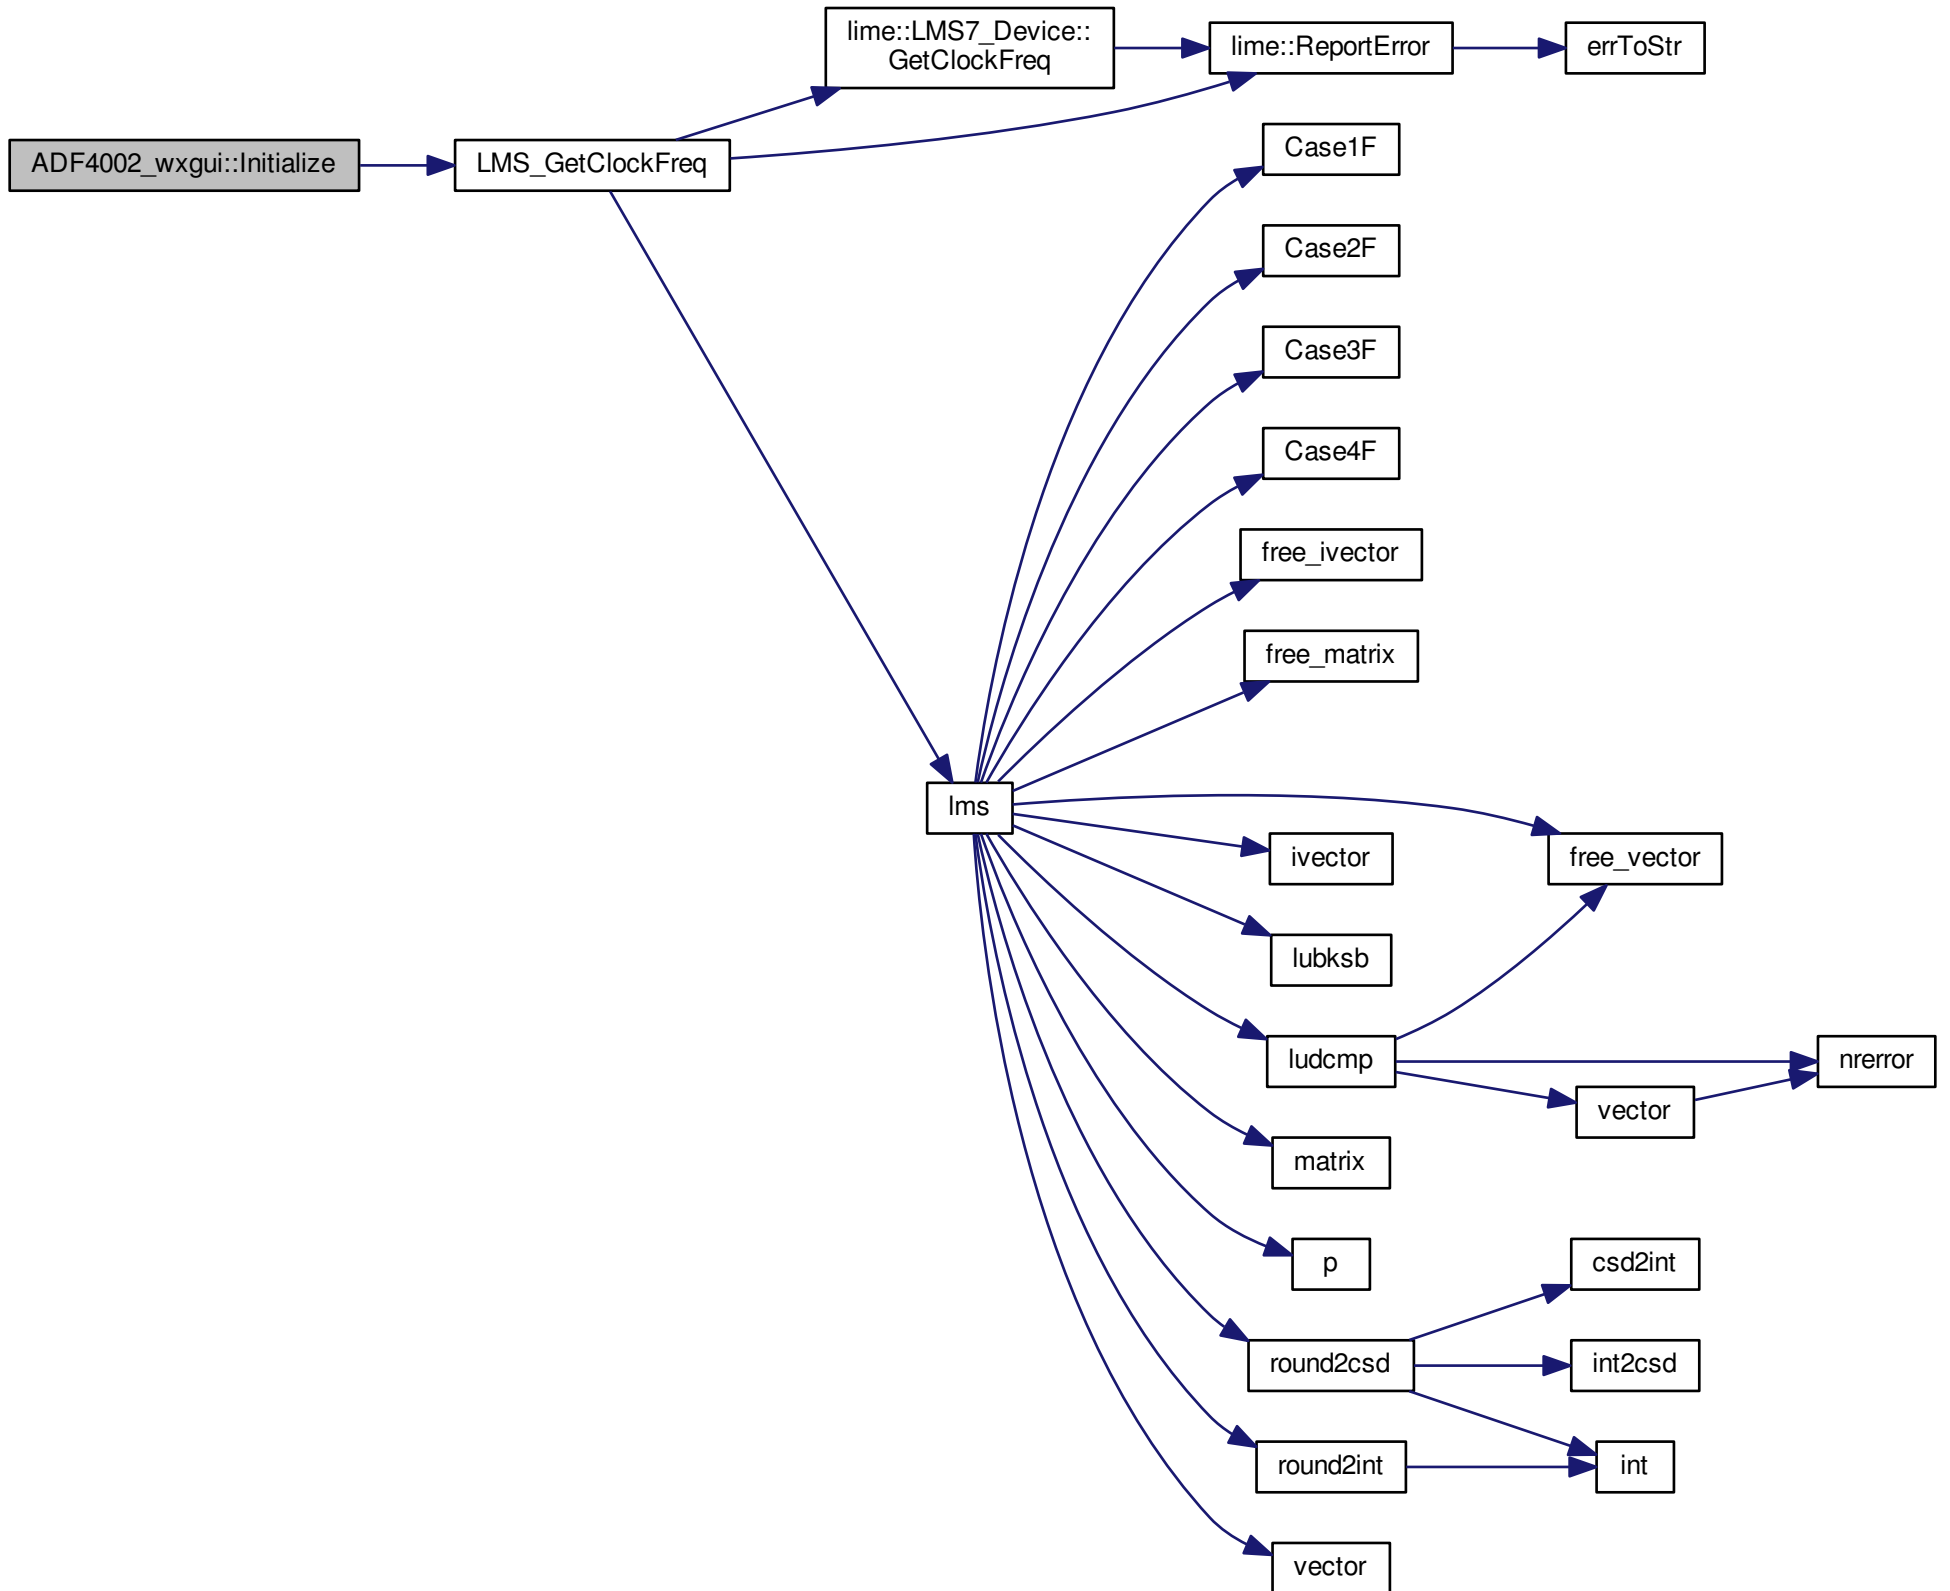 lime::LMS7_Device::
GetClockFreq
lime::ReportError
errToStr
ADF4002_wxgui::Initialize
LMS_GetClockFreq
Case1F
Case2F
Case3F
Case4F
free_ivector
free_matrix
lms
ivector
free_vector
lubksb
ludcmp
nrerror
vector
matrix
p
csd2int
round2csd
int2csd
round2int
int
vector